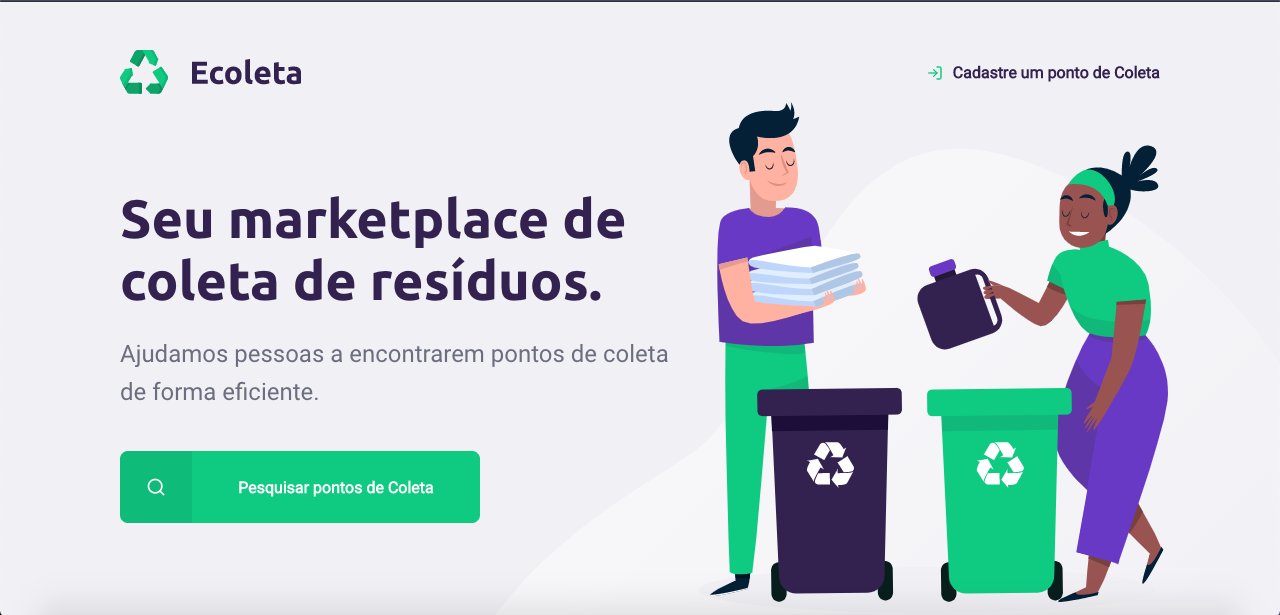 Ecoleta
Cadastre um ponto de Coleta
Seu marketplace de
coleta de resíduos.
Ajudamos pessoas a encontrarem pontos de coleta
de forma eficiente.
Pesquisar pontos de Coleta